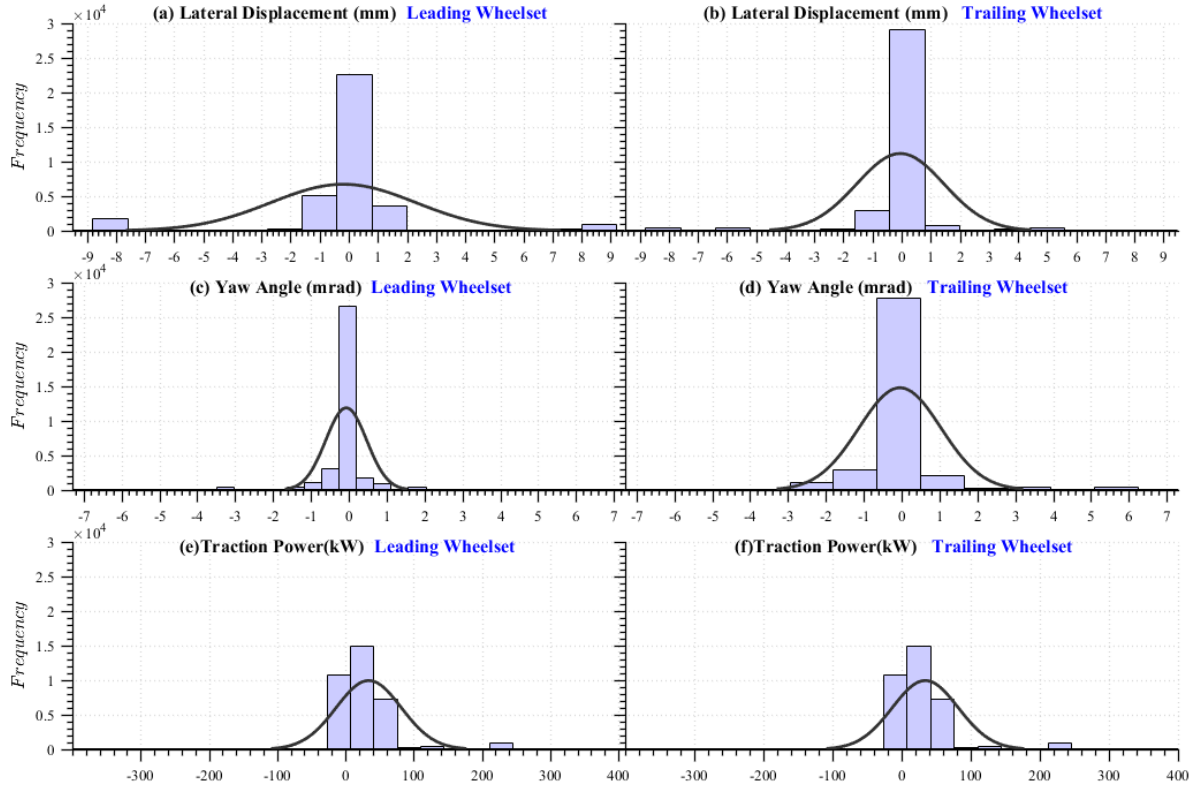 (a) Lateral Displacement (mm) Leading Wheelset
(b) Lateral Displacement (mm) Trailing Wheelset
×10^4
Frequency
3
2.5
2
1.5
1
0.5
0
-9 -8 -7 -6 -5 -4 -3 -2 -1 0 1 2 3 4 5 6 7 8 9
-9 -8 -7 -6 -5 -4 -3 -2 -1 0 1 2 3 4 5 6 7 8 9
(c) Yaw Angle (mrad) Leading Wheelset
(d) Yaw Angle (mrad) Trailing Wheelset
×10^4
Frequency
3
2.5
2
1.5
1
0.5
0
-7 -6 -5 -4 -3 -2 -1 0 1 2 3 4 5 6 7
-7 -6 -5 -4 -3 -2 -1 0 1 2 3 4 5 6 7
(e)Traction Power(kW) Leading Wheelset
(f)Traction Power(kW) Trailing Wheelset
×10^4
Frequency
3
2.5
2
1.5
1
0.5
0
-300 -200 -100 0 100 200 300 400
-300 -200 -100 0 100 200 300 400